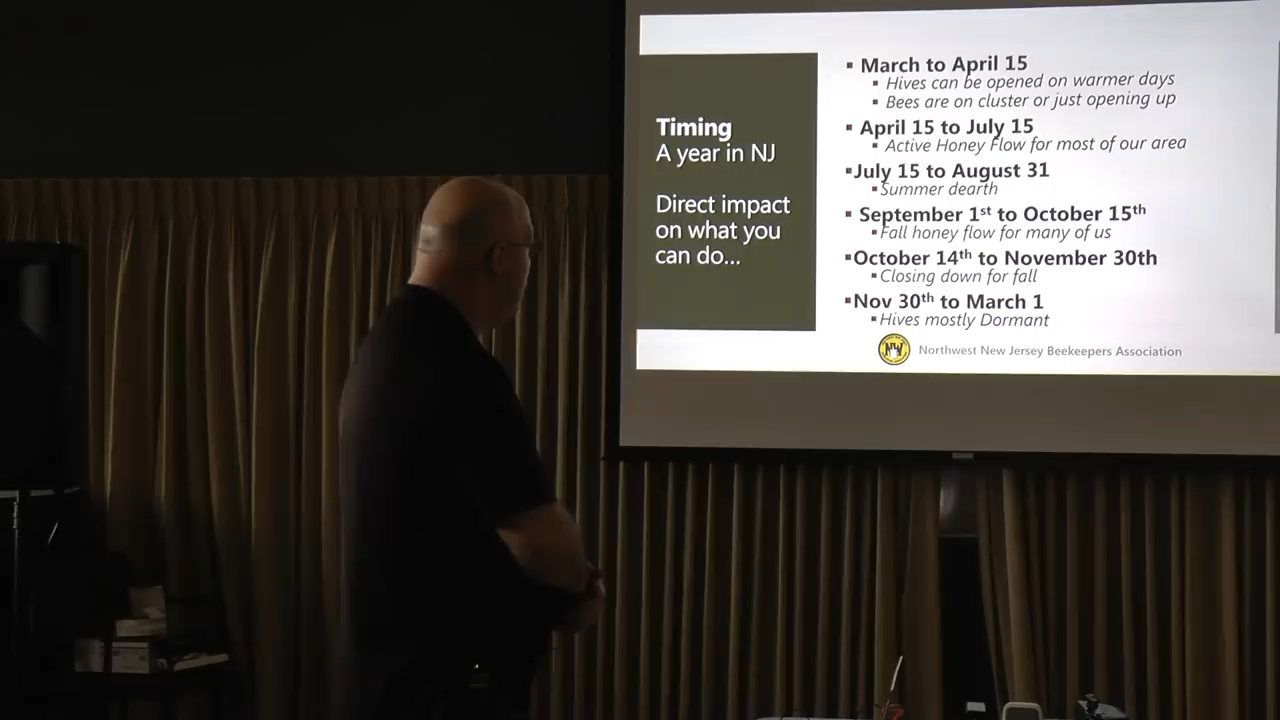 Timing
A year in NJ
Direct impact
on what you
can do...
▪ March to April 15
▪ Hives can be opened on warmer days
▪ Bees are on cluster or just opening up
▪ April 15 to July 15
▪ Active Honey Flow for most of our area
▪July 15 to August 31
▪Summer dearth
▪ September 1st to October 15th
▪Fall honey flow for many of us
▪October 14th to November 30th
▪Closing down for fall
▪Nov 30th to March 1
▪Hives mostly Dormant
NW
Northwest New Jersey Beekeepers Association